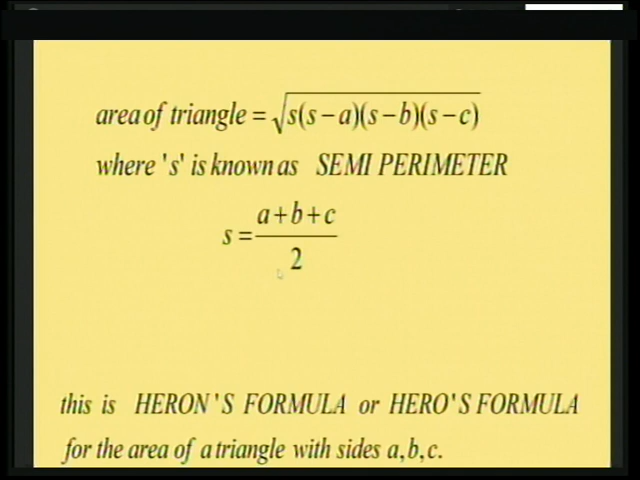 area of triangle = √s(s−a)(s−b)(s−c)
where 's' is known as SEMI PERIMETER
s = a+b+c / 2
this is HERON'S FORMULA or HERO'S FORMULA
for the area of a triangle with sides a,b,c.